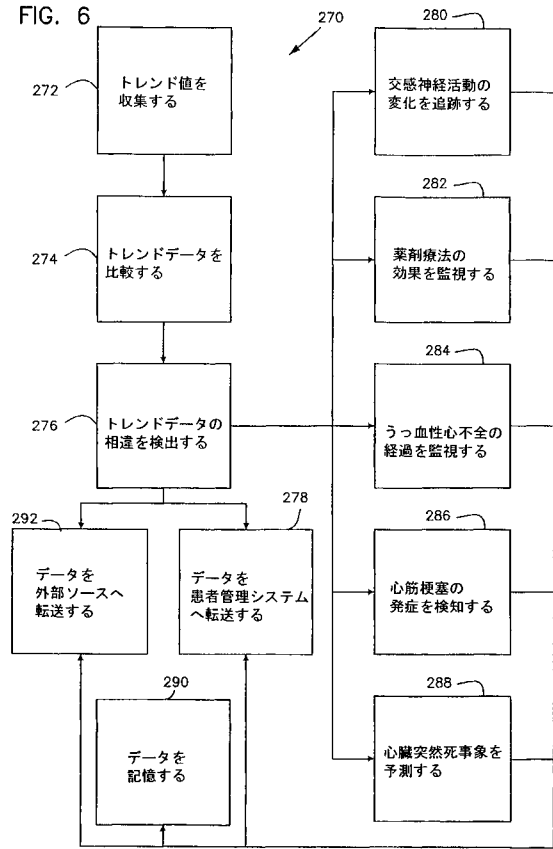 FIG. 6
270
272
トレンド値を
収集する
274
トレンドデータを
比較する
276
トレンドデータの
相違を検出する
292
データを
外部ソースへ
転送する
278
データを
患者管理システム
へ転送する
290
データを
記憶する
280
交感神経活動の
変化を追跡する
282
薬剤療法の
効果を監視する
284
うっ血性心不全の
経過を監視する
286
心筋梗塞の
発症を検知する
288
心臓突然死事象を
予測する